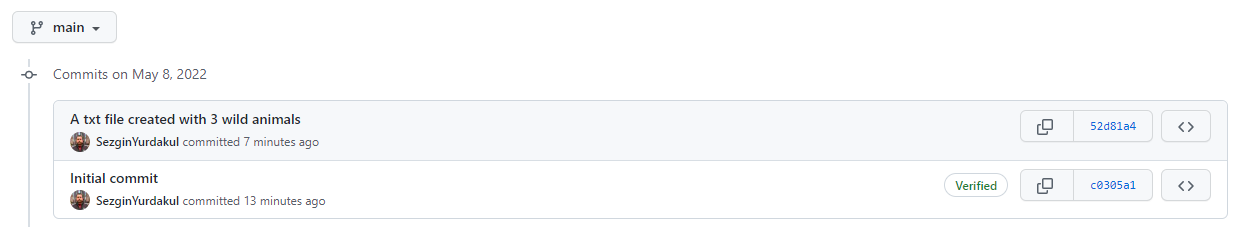 main
Commits on May 8, 2022
A txt file created with 3 wild animals
52d81a4
SezginYurdakul committed 7 minutes ago
Initial commit
Verified
c0305a1
SezginYurdakul committed 13 minutes ago